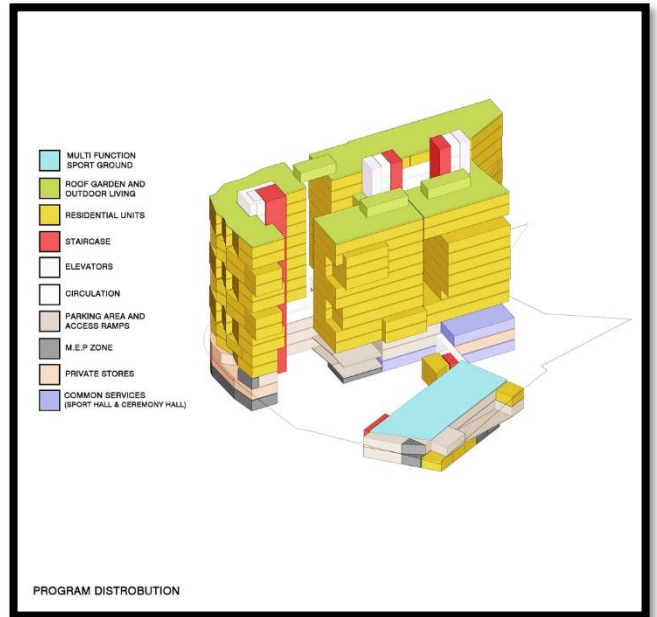 MULTI FUNCTION
SPORT GROUND
ROOF GARDEN AND
OUTDOOR LIVING
RESIDENTIAL UNITS
STAIRCASE
ELEVATORS
CIRCULATION
PARKING AREA AND
ACCESS RAMPS
M.E.P ZONE
PRIVATE STORES
COMMON SERVICES
(SPORT HALL & CEREMONY HALL)
PROGRAM DISTROBUTION